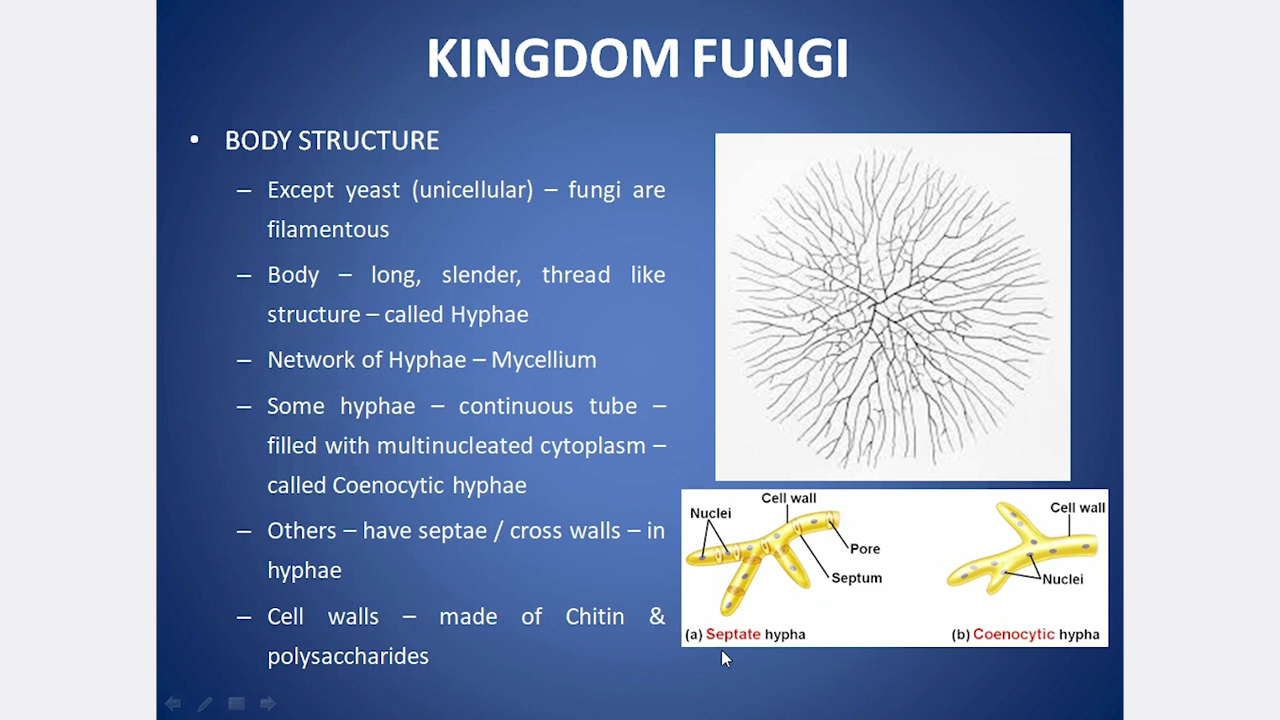 KINGDOM FUNGI
• BODY STRUCTURE
– Except yeast (unicellular) – fungi are
filamentous
– Body – long, slender, thread like
structure – called Hyphae
– Network of Hyphae – Mycellium
– Some hyphae – continuous tube –
filled with multinucleated cytoplasm –
called Coenocytic hyphae
– Others – have septae / cross walls – in
hyphae
– Cell walls – made of Chitin &
polysaccharides
Cell wall
Nuclei
Pore
Septum
(a) Septate hypha
Cell wall
Nuclei
(b) Coenocytic hypha